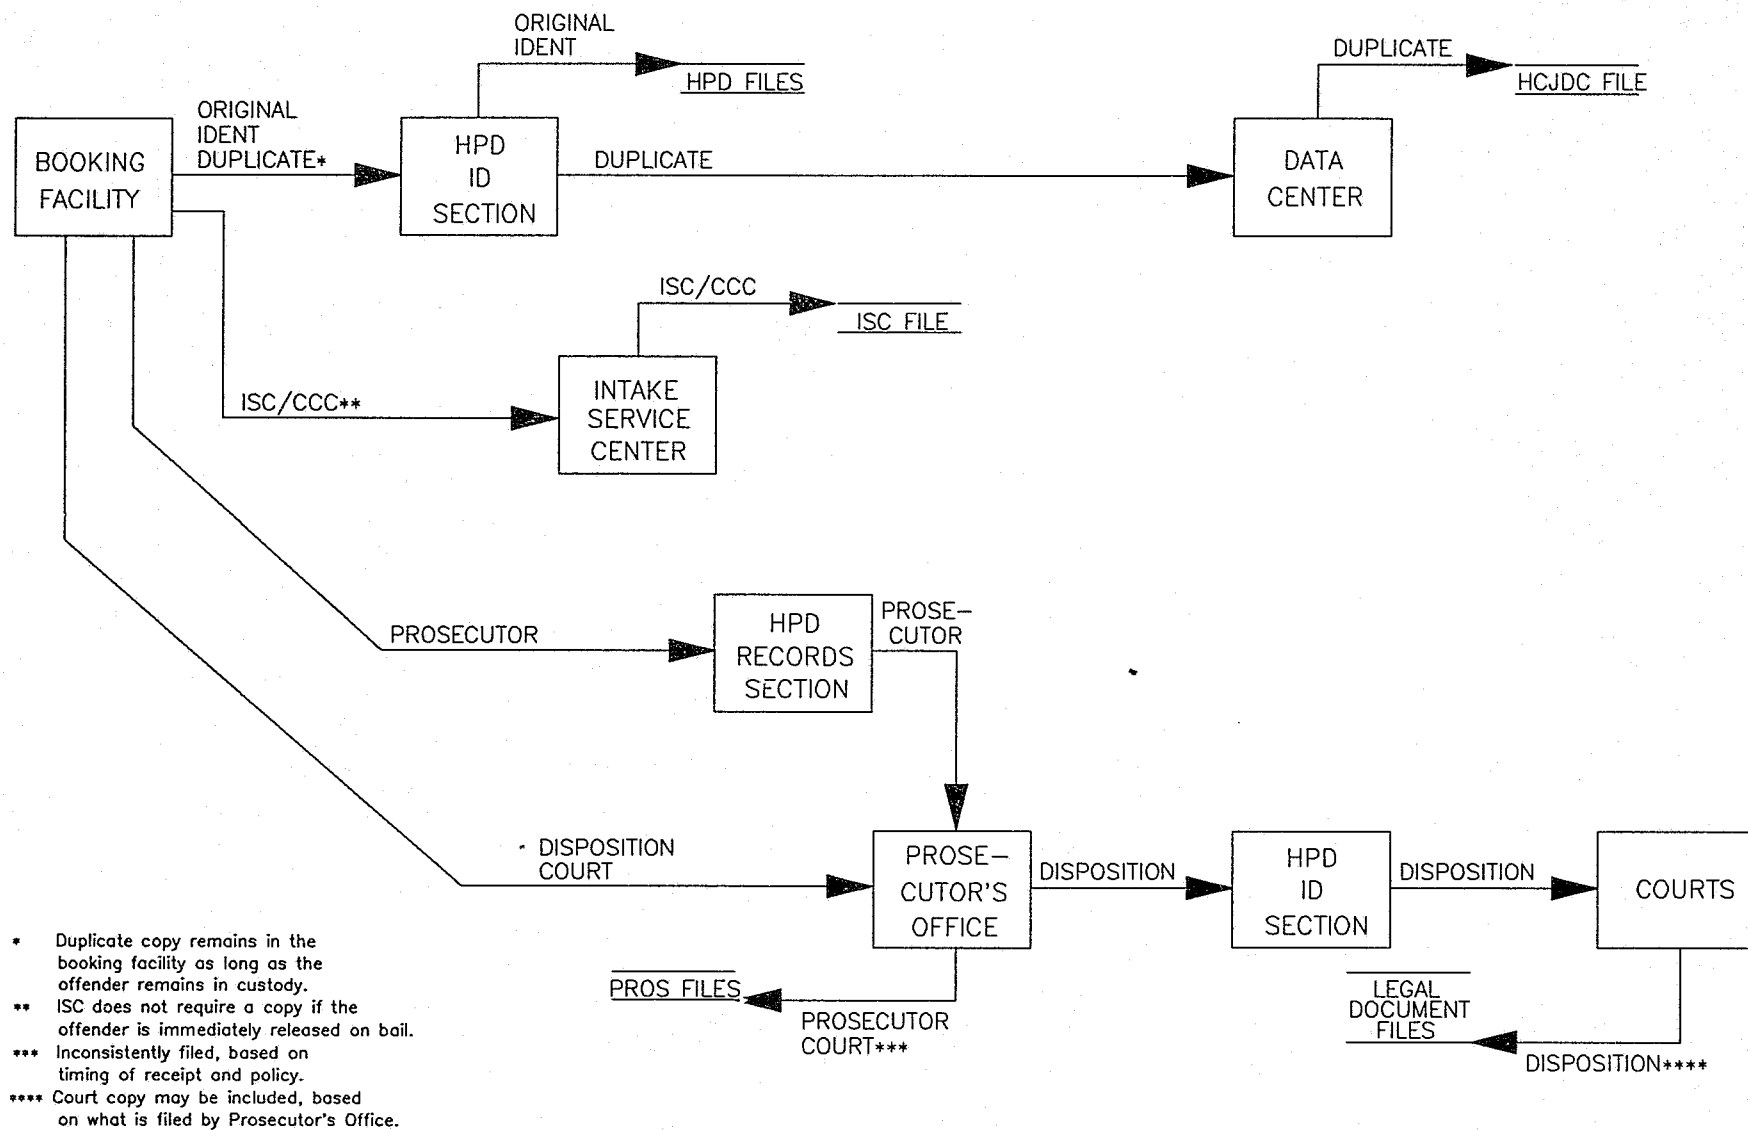 ORIGINAL
IDENT
HPD FILES
DUPLICATE
HCJDC FILE
ORIGINAL
IDENT
DUPLICATE*
BOOKING
FACILITY
HPD
ID
SECTION
DUPLICATE
DATA
CENTER
ISC/CCC
ISC FILE
ISC/CCC**
INTAKE
SERVICE
CENTER
PROSECUTOR
HPD
RECORDS
SECTION
PROSE–
CUTOR
DISPOSITION
COURT
PROSE–
CUTOR'S
OFFICE
DISPOSITION
HPD
ID
SECTION
DISPOSITION
COURTS
PROS FILES
PROSECUTOR
COURT***
LEGAL
DOCUMENT
FILES
DISPOSITION****
* Duplicate copy remains in the
booking facility as long as the
offender remains in custody.
** ISC does not require a copy if the
offender is immediately released on bail.
*** Inconsistently filed, based on
timing of receipt and policy.
**** Court copy may be included, based
on what is filed by Prosecutor's Office.